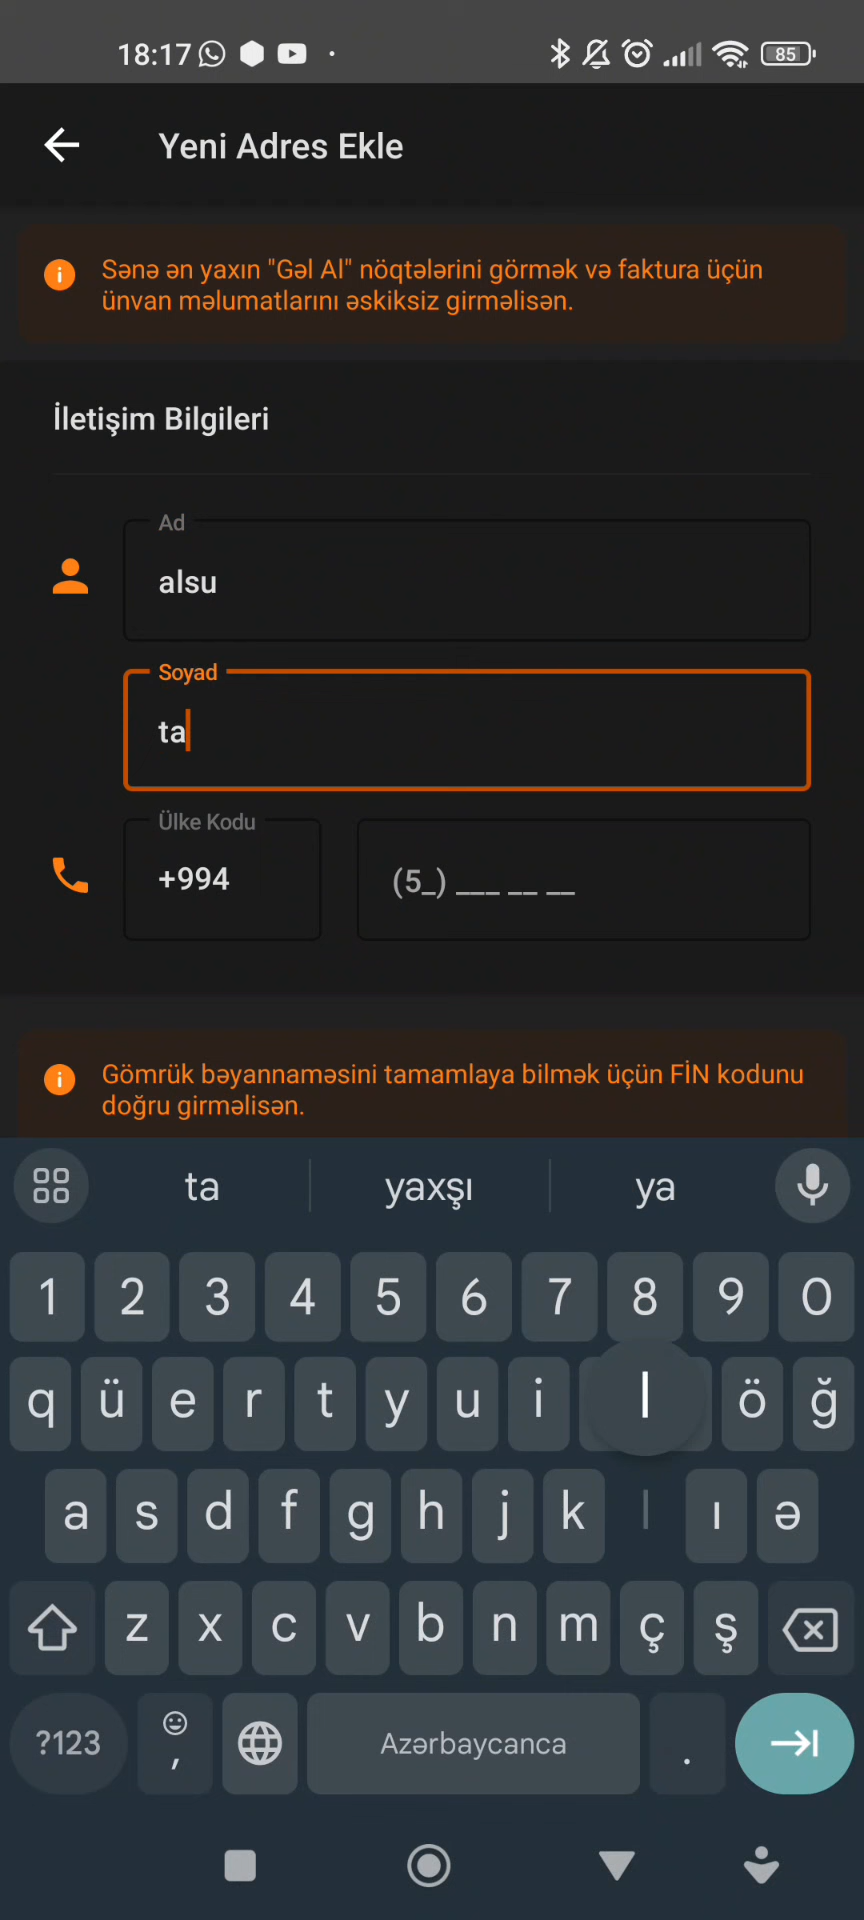 18:17 85
Yeni Adres Ekle
Sənə ən yaxın "Gəl Al" nöqtələrini görmək və faktura üçün
ünvan məlumatlarını əskiksiz girməlisən.
İletişim Bilgileri
Ad
alsu
Soyad
ta
Ülke Kodu
+994
(5_) ___ __ __
Gömrük bəyannaməsini tamamlaya bilmək üçün FİN kodunu
doğru girməlisən.
ta yaxşı ya
1 2 3 4 5 6 7 8 9 0
q ü e r t y u i l ö ğ
a s d f g h j k l ı ə
z x c v b n m ç ş
?123 , Azərbaycanca .